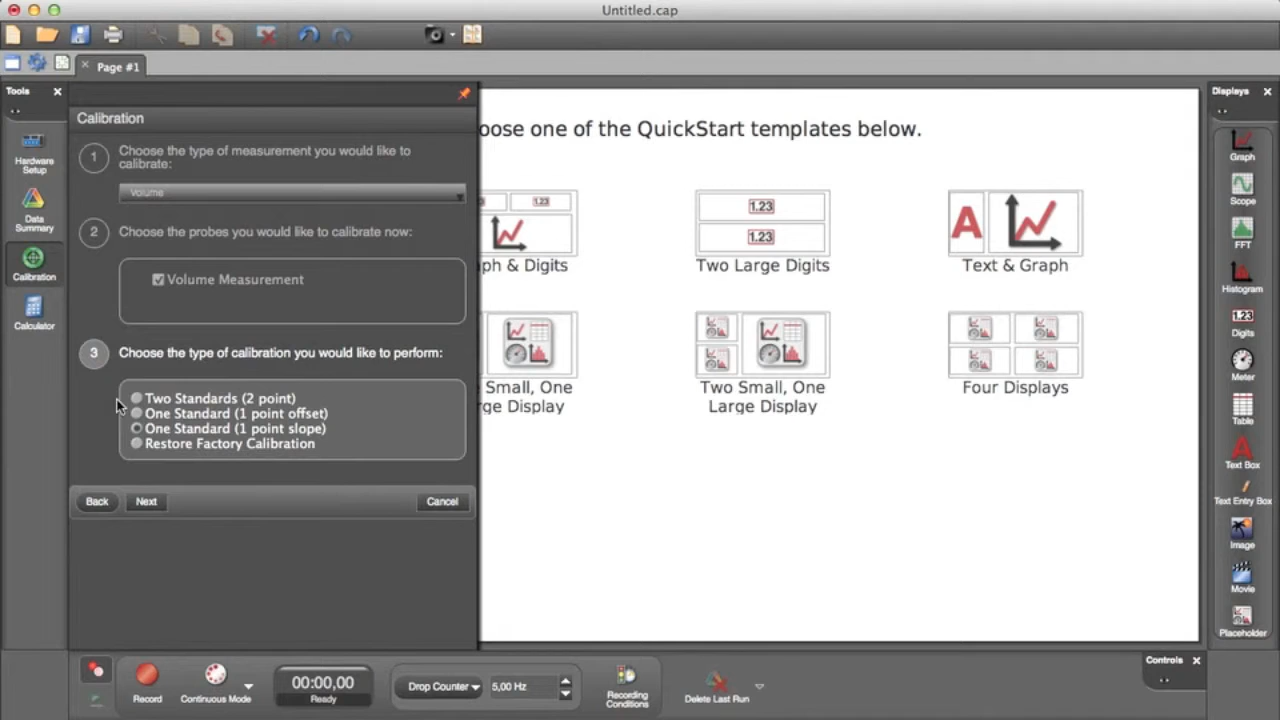 Untitled.cap
Page #1
Tools
Hardware
Setup
Data
Summary
Calibration
Calculator
Calibration
1
Choose the type of measurement you would like to
calibrate:
Volume
2
Choose the probes you would like to calibrate now:
Volume Measurement
3
Choose the type of calibration you would like to perform:
Two Standards (2 point)
One Standard (1 point offset)
One Standard (1 point slope)
Restore Factory Calibration
Back
Next
Cancel
oose one of the QuickStart templates below.
1.23
ph & Digits
1.23
1.23
Two Large Digits
A
Text & Graph
Small, One
rge Display
Two Small, One
Large Display
Four Displays
Displays
Graph
Scope
FFT
Histogram
1.23
Digits
Meter
Table
A
Text Box
Text Entry Box
Image
Movie
Placeholder
Controls
Record
Continuous Mode
00:00,00
Ready
Drop Counter
5,00 Hz
Recording
Conditions
Delete Last Run